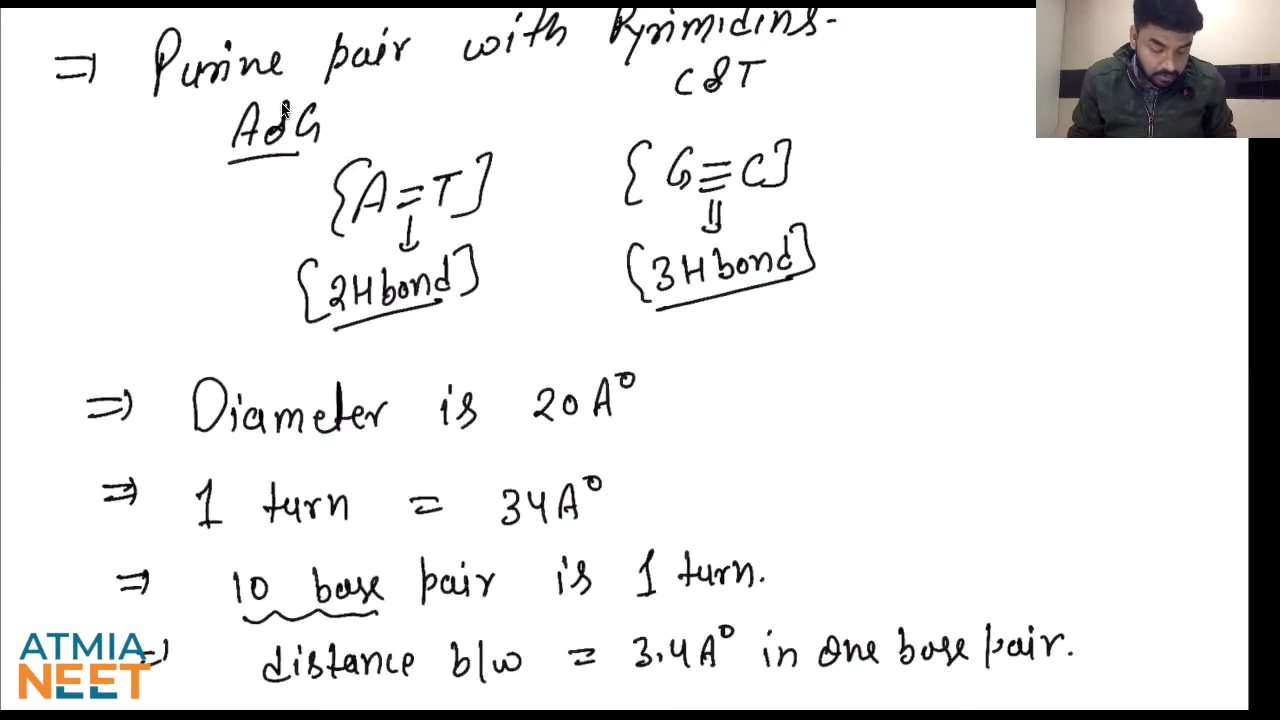 ⇒ Purine pair with Pyrimidins-
A & G C & T
{A=T] {G≡C]
↓ ⇓
{2H bond] {3H bond]
⇒ Diameter is 20A°
⇒ 1 turn = 34A°
⇒ 10 base pair is 1 turn.
⇒ distance b/w = 3.4A° in one base pair.
ATMIA
NEET